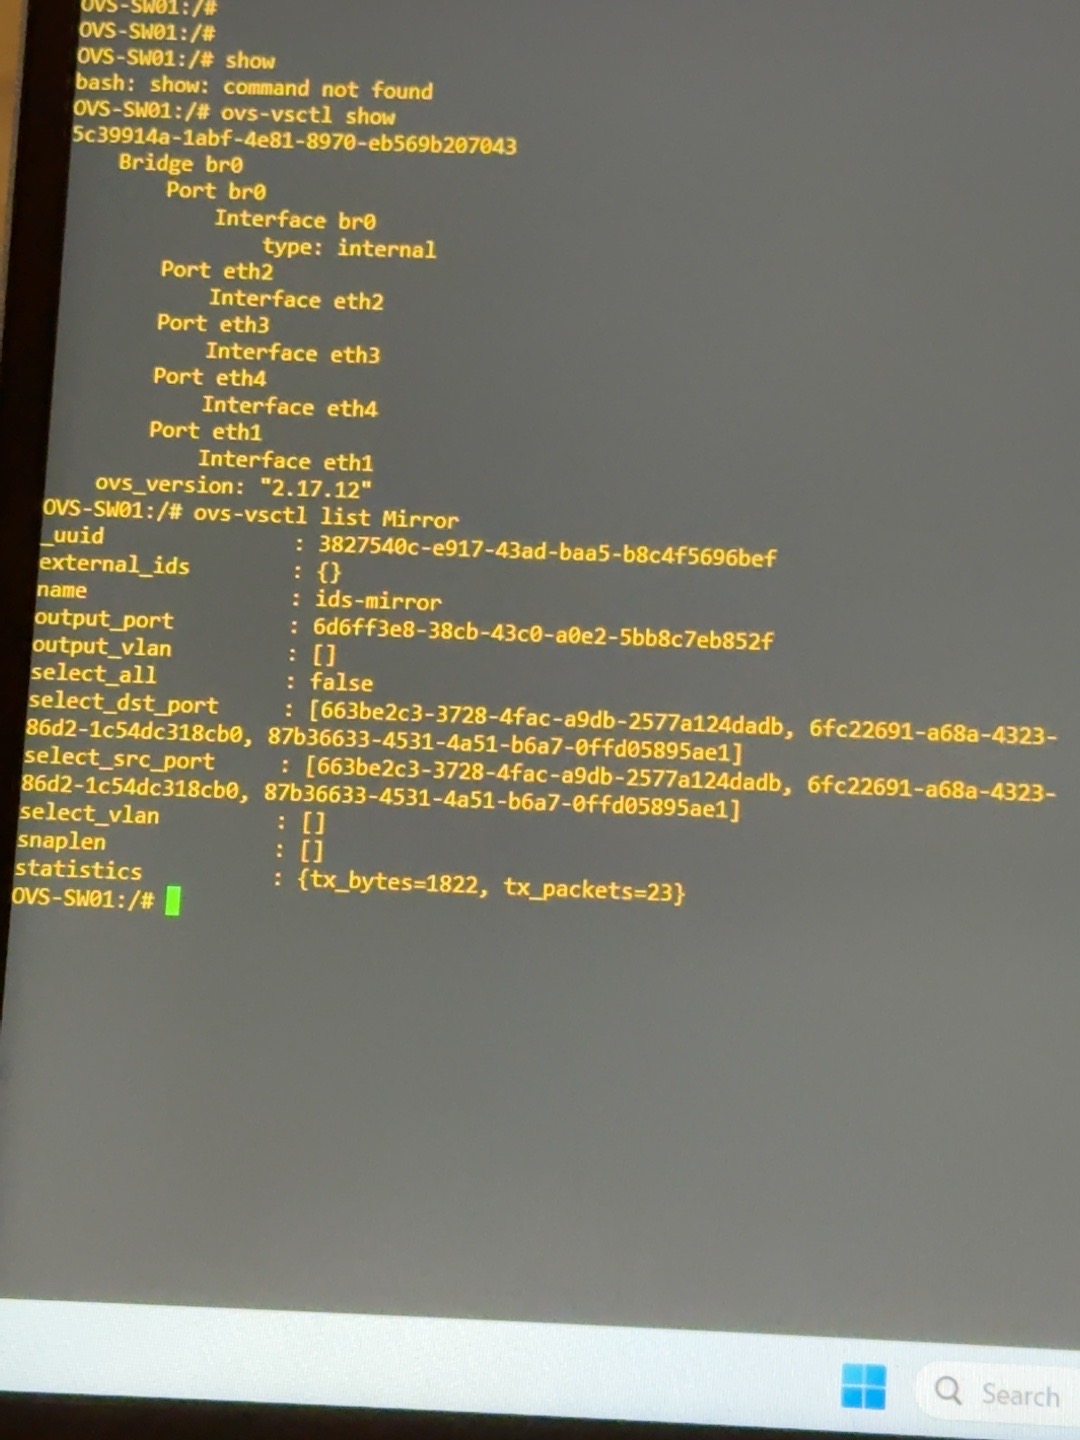 OVS-SW01:/#
OVS-SW01:/#
OVS-SW01:/# show
bash: show: command not found
OVS-SW01:/# ovs-vsctl show
5c39914a-1abf-4e81-8970-eb569b207043
    Bridge br0
        Port br0
            Interface br0
                type: internal
        Port eth2
            Interface eth2
        Port eth3
            Interface eth3
        Port eth4
            Interface eth4
        Port eth1
            Interface eth1
    ovs_version: "2.17.12"
OVS-SW01:/# ovs-vsctl list Mirror
_uuid               : 3827540c-e917-43ad-baa5-b8c4f5696bef
external_ids        : {}
name                : ids-mirror
output_port         : 6d6ff3e8-38cb-43c0-a0e2-5bb8c7eb852f
output_vlan         : []
select_all          : false
select_dst_port     : [663be2c3-3728-4fac-a9db-2577a124dadb, 6fc22691-a68a-4323-
86d2-1c54dc318cb0, 87b36633-4531-4a51-b6a7-0ffd05895ae1]
select_src_port     : [663be2c3-3728-4fac-a9db-2577a124dadb, 6fc22691-a68a-4323-
86d2-1c54dc318cb0, 87b36633-4531-4a51-b6a7-0ffd05895ae1]
select_vlan         : []
snaplen             : []
statistics          : {tx_bytes=1822, tx_packets=23}
OVS-SW01:/#
Search